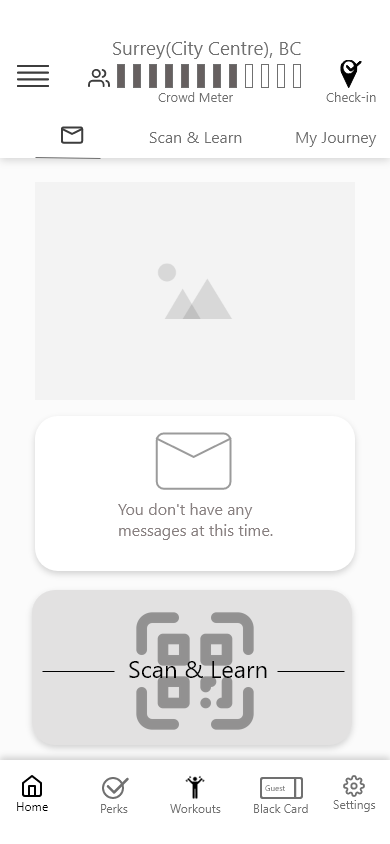 Surrey(City Centre), BC
Crowd Meter
Check-in
Scan & Learn
My Journey
You don't have any
messages at this time.
Scan & Learn
Guest
Home
Perks
Workouts
Black Card
Settings